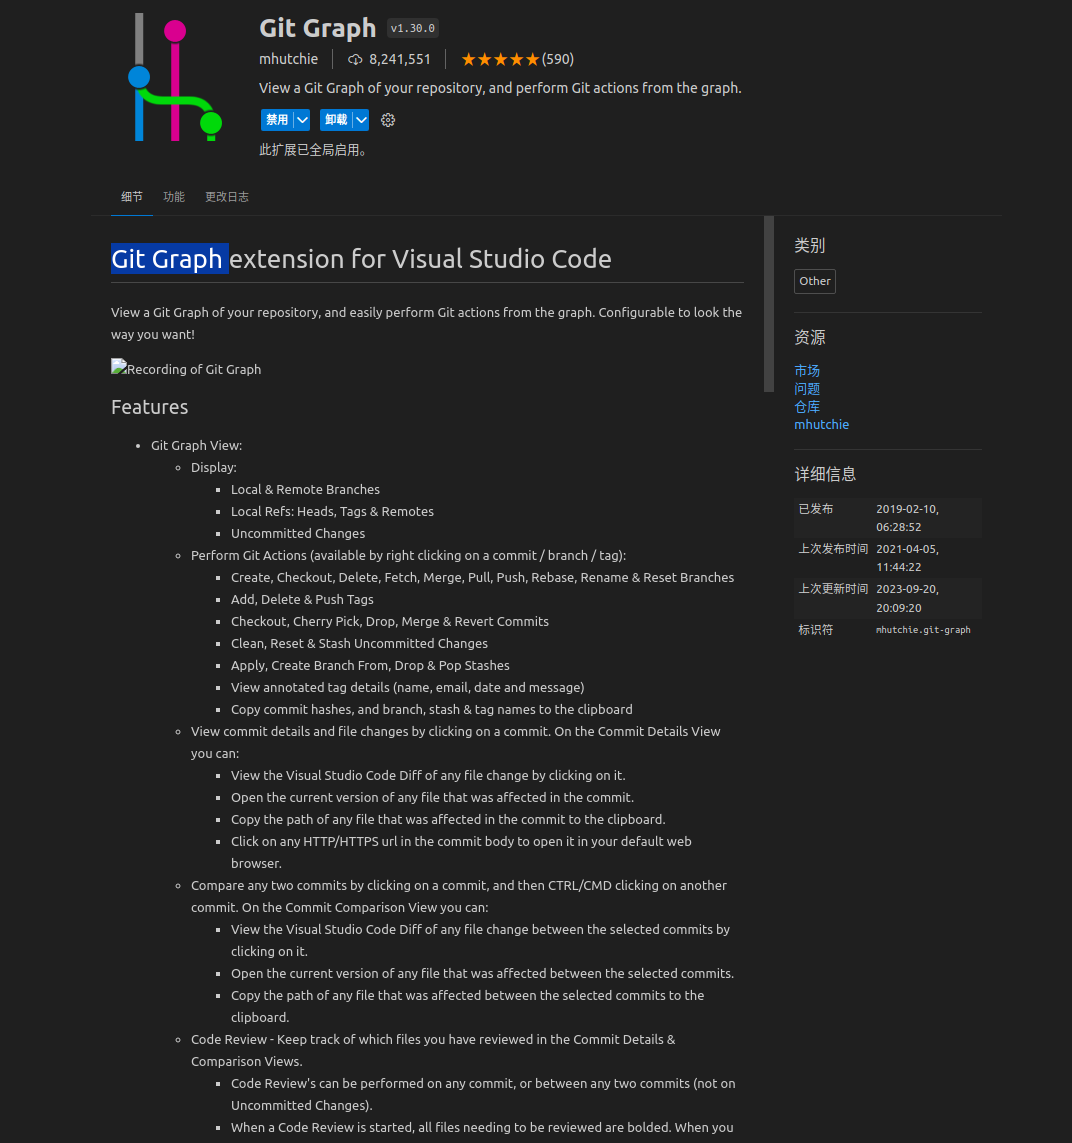 Git Graph v1.30.0
mhutchie 8,241,551 ★★★★★(590)
View a Git Graph of your repository, and perform Git actions from the graph.
禁用 卸载
此扩展已全局启用。
细节 功能 更改日志
Git Graph extension for Visual Studio Code
View a Git Graph of your repository, and easily perform Git actions from the graph. Configurable to look the
way you want!
Recording of Git Graph
Features
• Git Graph View:
◦ Display:
▪ Local & Remote Branches
▪ Local Refs: Heads, Tags & Remotes
▪ Uncommitted Changes
◦ Perform Git Actions (available by right clicking on a commit / branch / tag):
▪ Create, Checkout, Delete, Fetch, Merge, Pull, Push, Rebase, Rename & Reset Branches
▪ Add, Delete & Push Tags
▪ Checkout, Cherry Pick, Drop, Merge & Revert Commits
▪ Clean, Reset & Stash Uncommitted Changes
▪ Apply, Create Branch From, Drop & Pop Stashes
▪ View annotated tag details (name, email, date and message)
▪ Copy commit hashes, and branch, stash & tag names to the clipboard
◦ View commit details and file changes by clicking on a commit. On the Commit Details View
you can:
▪ View the Visual Studio Code Diff of any file change by clicking on it.
▪ Open the current version of any file that was affected in the commit.
▪ Copy the path of any file that was affected in the commit to the clipboard.
▪ Click on any HTTP/HTTPS url in the commit body to open it in your default web
browser.
◦ Compare any two commits by clicking on a commit, and then CTRL/CMD clicking on another
commit. On the Commit Comparison View you can:
▪ View the Visual Studio Code Diff of any file change between the selected commits by
clicking on it.
▪ Open the current version of any file that was affected between the selected commits.
▪ Copy the path of any file that was affected between the selected commits to the
clipboard.
◦ Code Review - Keep track of which files you have reviewed in the Commit Details &
Comparison Views.
▪ Code Review's can be performed on any commit, or between any two commits (not on
Uncommitted Changes).
▪ When a Code Review is started, all files needing to be reviewed are bolded. When you
类别
Other
资源
市场
问题
仓库
mhutchie
详细信息
已发布 2019-02-10,
06:28:52
上次发布时间 2021-04-05,
11:44:22
上次更新时间 2023-09-20,
20:09:20
标识符 mhutchie.git-graph